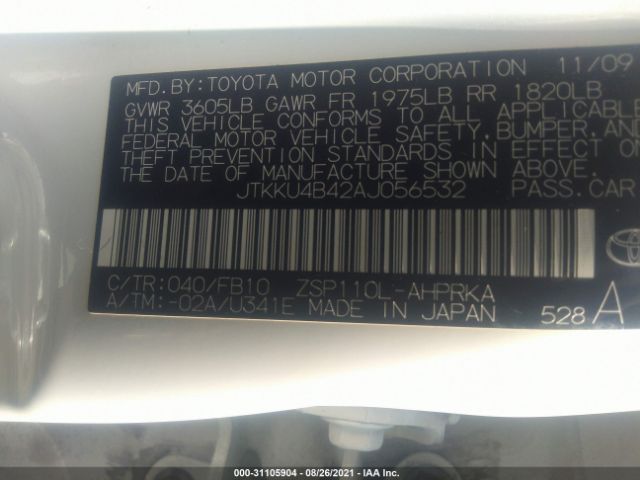 MFD. BY: TOYOTA MOTOR CORPORATION 11/09
GVWR 3605LB GAWR FR 1975LB RR 1820LB
THIS VEHICLE CONFORMS TO ALL APPLICABLE
FEDERAL MOTOR VEHICLE SAFETY, BUMPER, AND
THEFT PREVENTION STANDARDS IN EFFECT ON
THE DATE OF MANUFACTURE SHOWN ABOVE.
JTKKU4B42AJ056532 PASS. CAR
C/TR: 040/FB10 ZSP110L-AHPRKA
A/TM: -02A/U341E MADE IN JAPAN 528 A
000-31105904 - 08/26/2021 - IAA Inc.